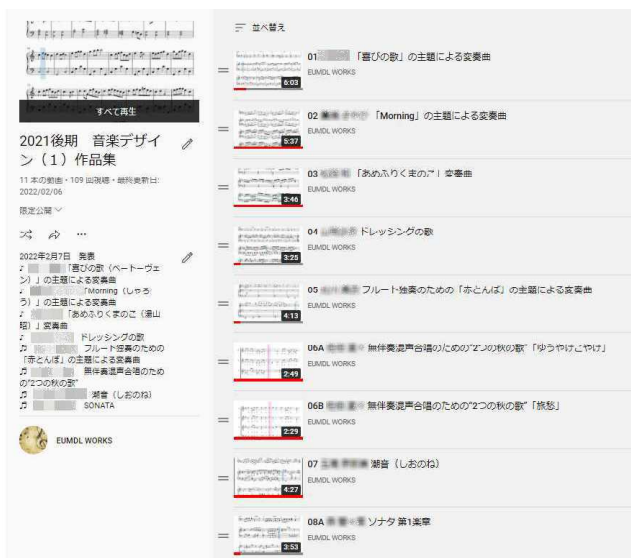 すべて再生
2021後期 音楽デザイ
ン(1)作品集
11 本の動画・109 回視聴・最終更新日:
2022/02/06
限定公開
2022年2月7日 発表
♪ 「喜びの歌(ベートーヴェ
ン)」の主題による変奏曲
♪ 「Morning(しゃろ
う)」の主題による変奏曲
♪ 「あめふりくまのこ(湯山
昭)」変奏曲
♪ ドレッシングの歌
♫ フルート独奏のための
「赤とんぼ」の主題による変奏曲
♫ 無伴奏混声合唱のため
の"2つの秋の歌"
♫ 潮音(しおのね)
♫ SONATA
EUMDL WORKS
並べ替え
01 「喜びの歌」の主題による変奏曲
EUMDL WORKS
6:03
02 「Morning」の主題による変奏曲
EUMDL WORKS
5:37
03 「あめふりくまのこ」変奏曲
EUMDL WORKS
3:46
04 ドレッシングの歌
EUMDL WORKS
3:25
05 フルート独奏のための「赤とんぼ」の主題による変奏曲
EUMDL WORKS
4:13
06A 無伴奏混声合唱のための"2つの秋の歌"「ゆうやけこやけ」
EUMDL WORKS
2:49
06B 無伴奏混声合唱のための"2つの秋の歌"「旅愁」
EUMDL WORKS
2:29
07 潮音(しおのね)
EUMDL WORKS
4:27
08A ソナタ 第1楽章
EUMDL WORKS
3:53